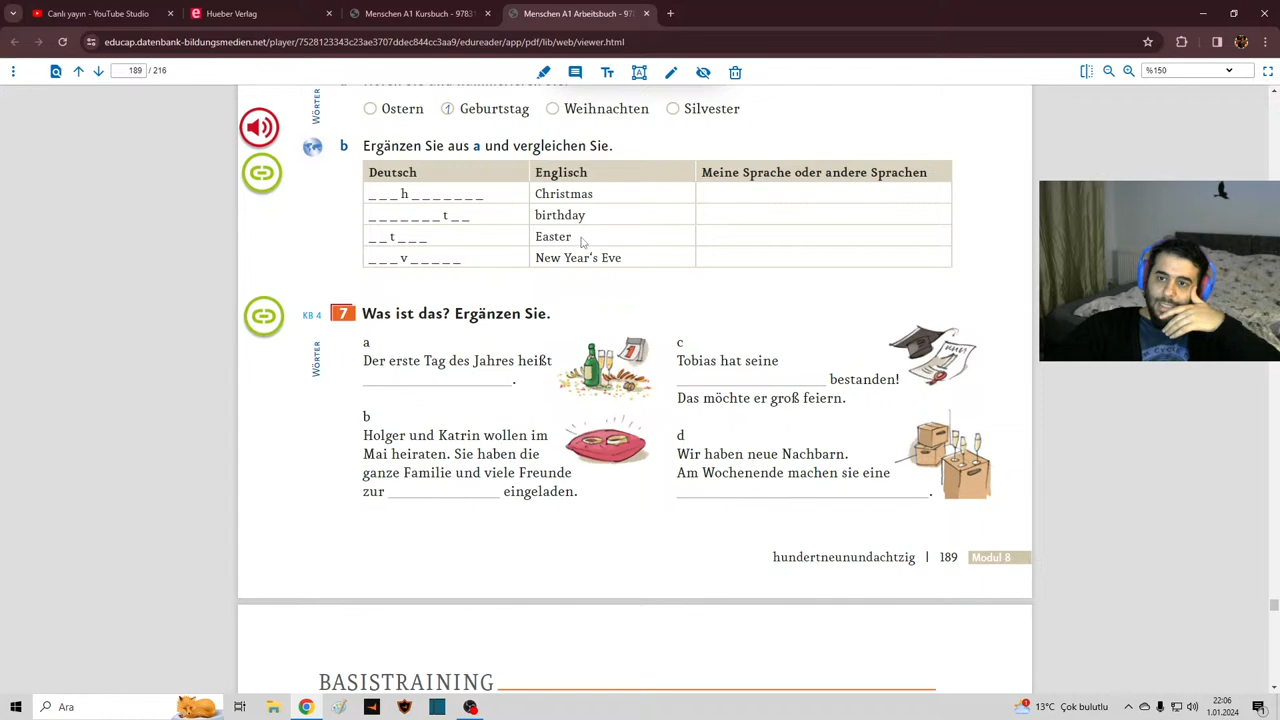 Canlı yayın - YouTube Studio
Hueber Verlag
Menschen A1 Kursbuch - 9783
Menschen A1 Arbeitsbuch - 978
educap.datenbank-bildungsmedien.net/player/7528123343c23ae3707ddec844cc3aa9/edureader/app/pdf/lib/web/viewer.html
189 / 216
%150
WÖRTER
Ostern 1 Geburtstag Weihnachten Silvester
b Ergänzen Sie aus a und vergleichen Sie.
Deutsch Englisch Meine Sprache oder andere Sprachen
_ _ _ h _ _ _ _ _ _ _ Christmas
_ _ _ _ _ _ _ t _ _ birthday
_ _ t _ _ _ Easter
_ _ _ v _ _ _ _ _ New Year's Eve
KB 4 7 Was ist das? Ergänzen Sie.
WÖRTER
a
Der erste Tag des Jahres heißt
____________________.
b
Holger und Katrin wollen im
Mai heiraten. Sie haben die
ganze Familie und viele Freunde
zur _______________ eingeladen.
c
Tobias hat seine
____________________ bestanden!
Das möchte er groß feiern.
d
Wir haben neue Nachbarn.
Am Wochenende machen sie eine
__________________________________.
hundertneunundachtzig | 189 Modul 8
BASISTRAINING
Ara
13°C Çok bulutlu
22:06
1.01.2024